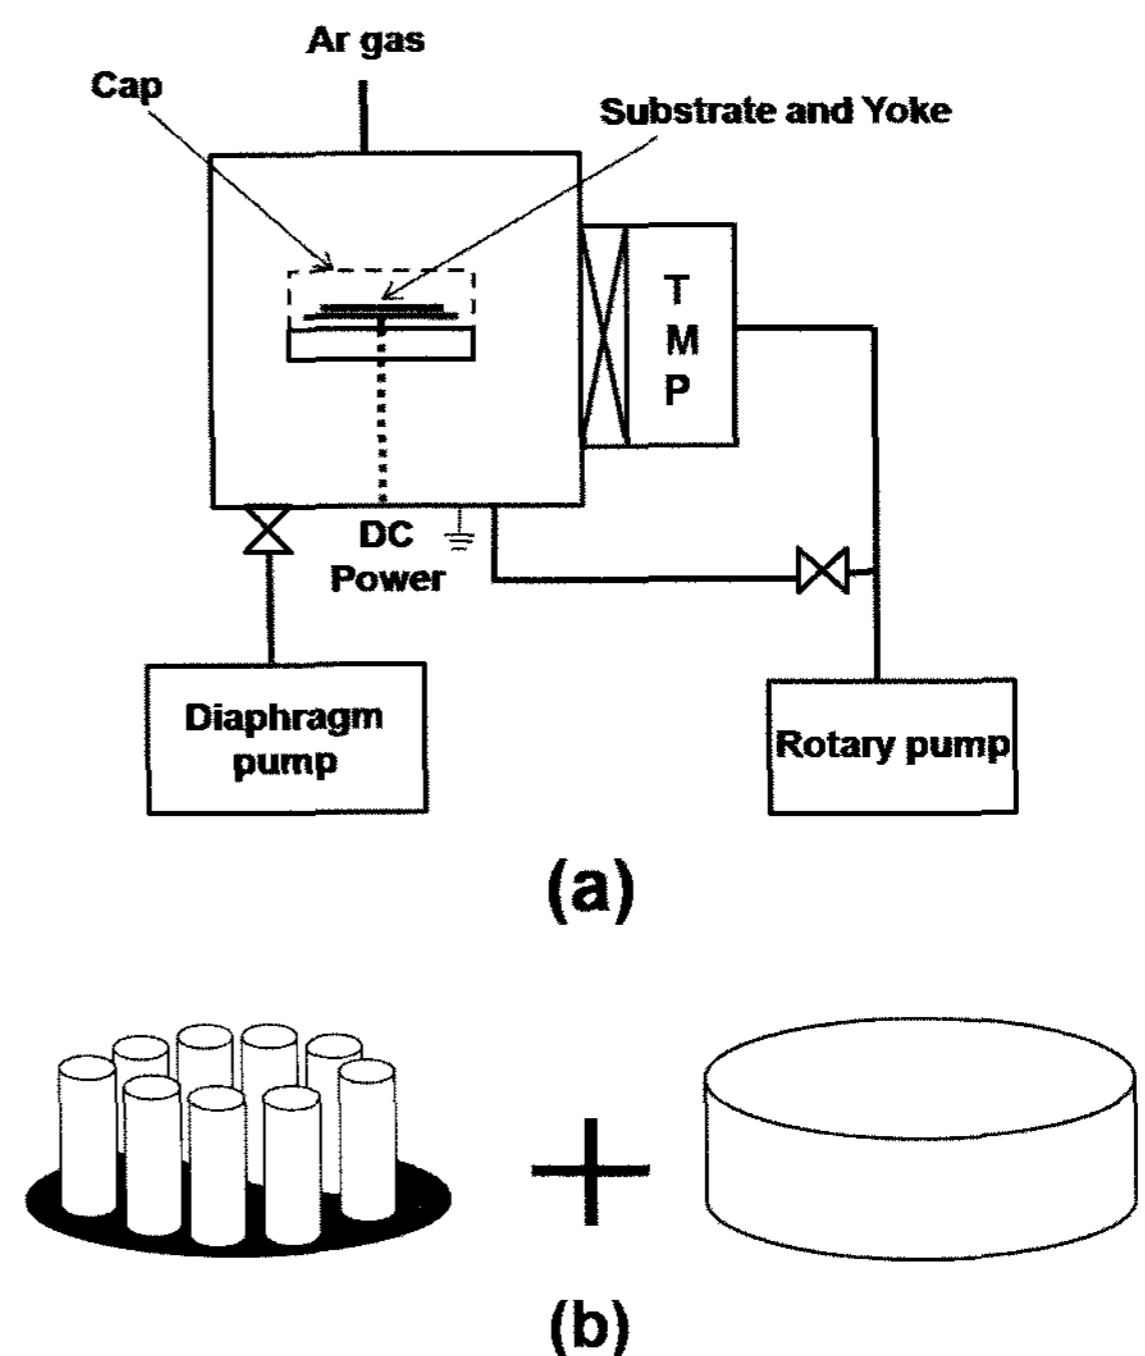 Ar gas
Cap
Substrate and Yoke
T
M
P
DC
Power
Diaphragm
pump
Rotary pump
(a)
(b)